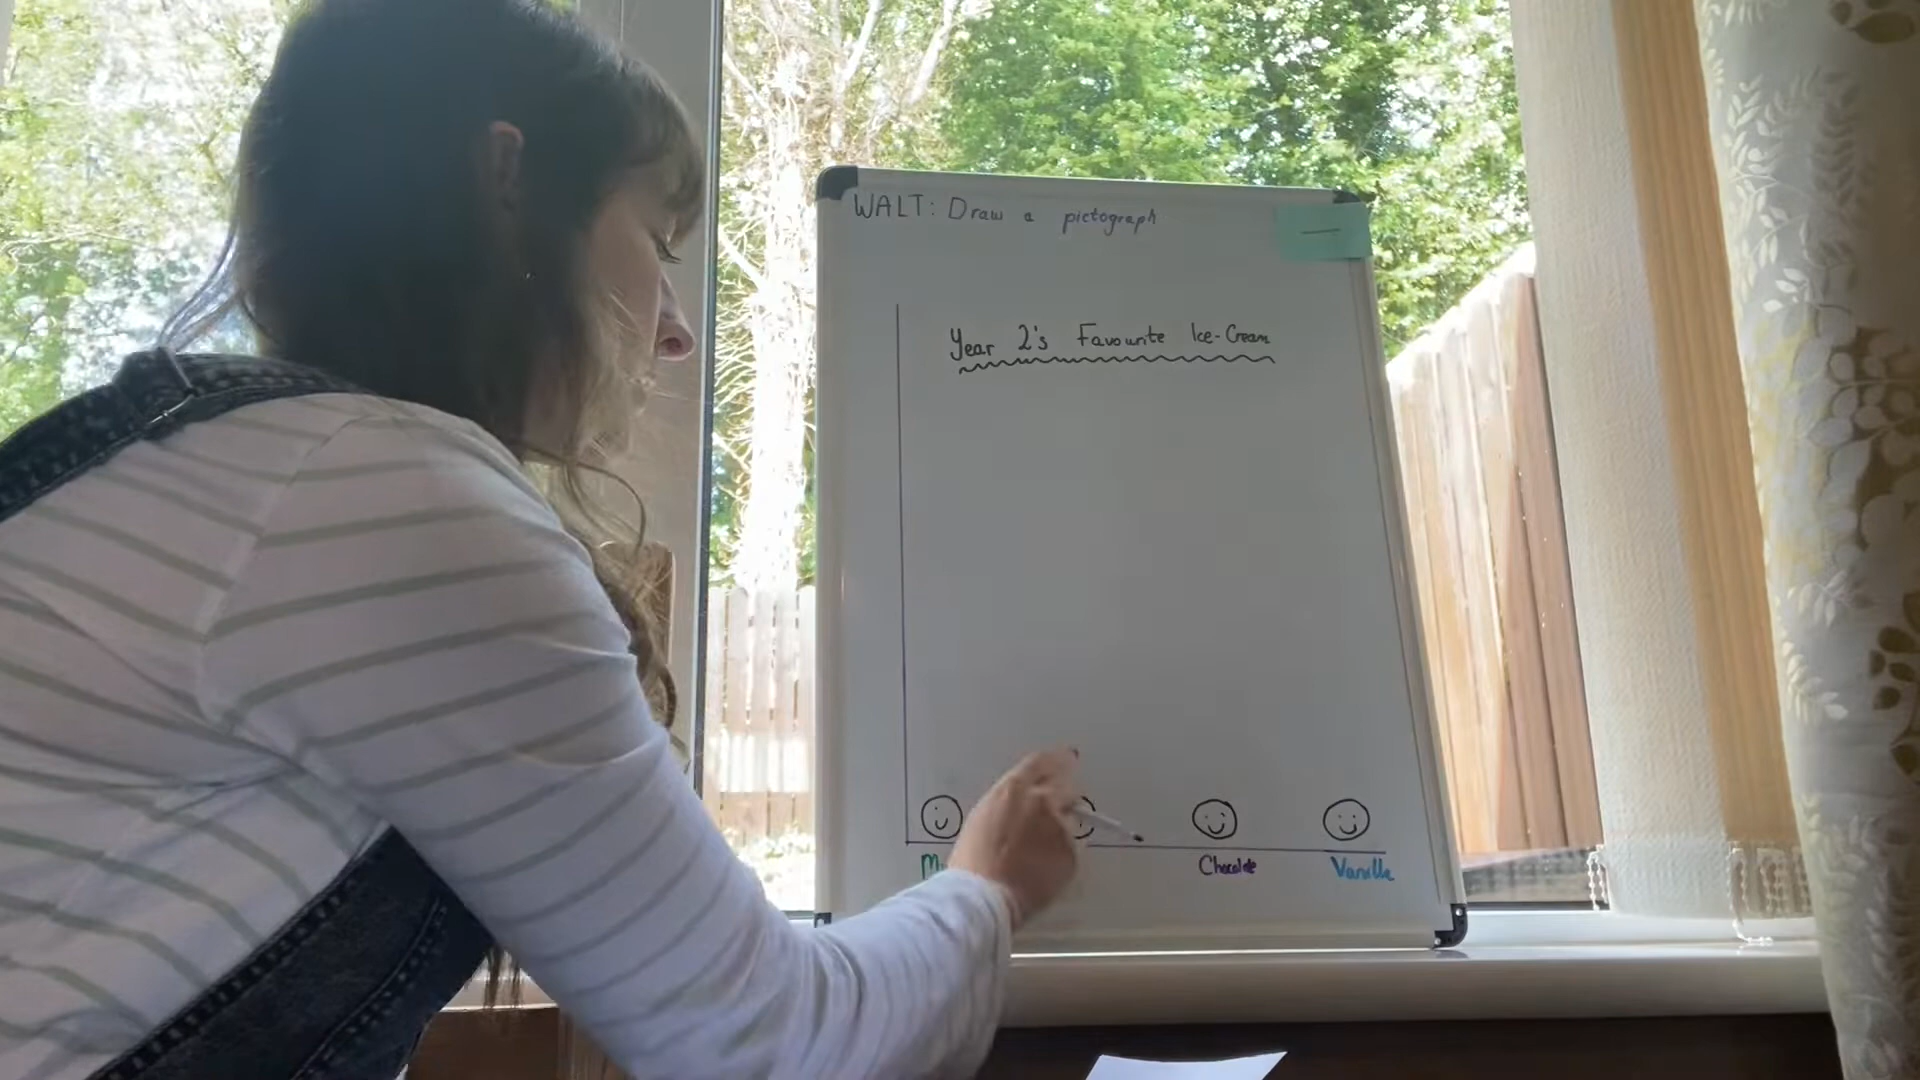 WALT: Draw a pictograph
Year 2's Favourite Ice-Cream
Chocolate Vanilla